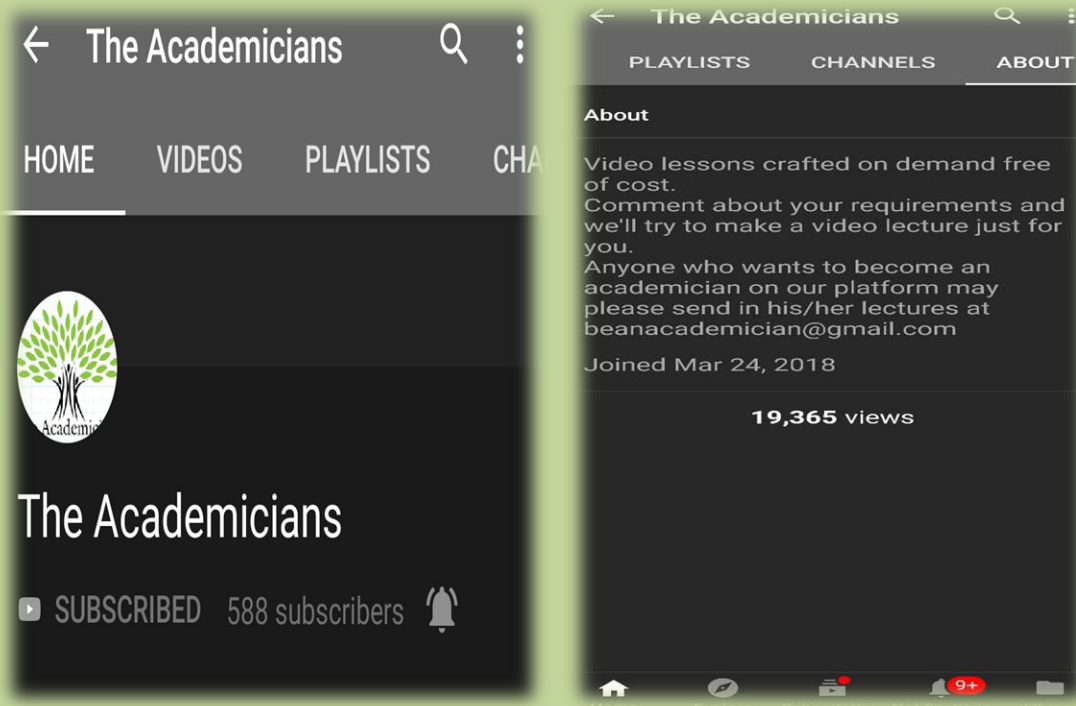 The Academicians
HOME VIDEOS PLAYLISTS CHA
Academic
The Academicians
SUBSCRIBED 588 subscribers
The Academicians
PLAYLISTS CHANNELS ABOUT
About
Video lessons crafted on demand free
of cost.
Comment about your requirements and
we'll try to make a video lecture just for
you.
Anyone who wants to become an
academician on our platform may
please send in his/her lectures at
beanacademician@gmail.com
Joined Mar 24, 2018
19,365 views
9+